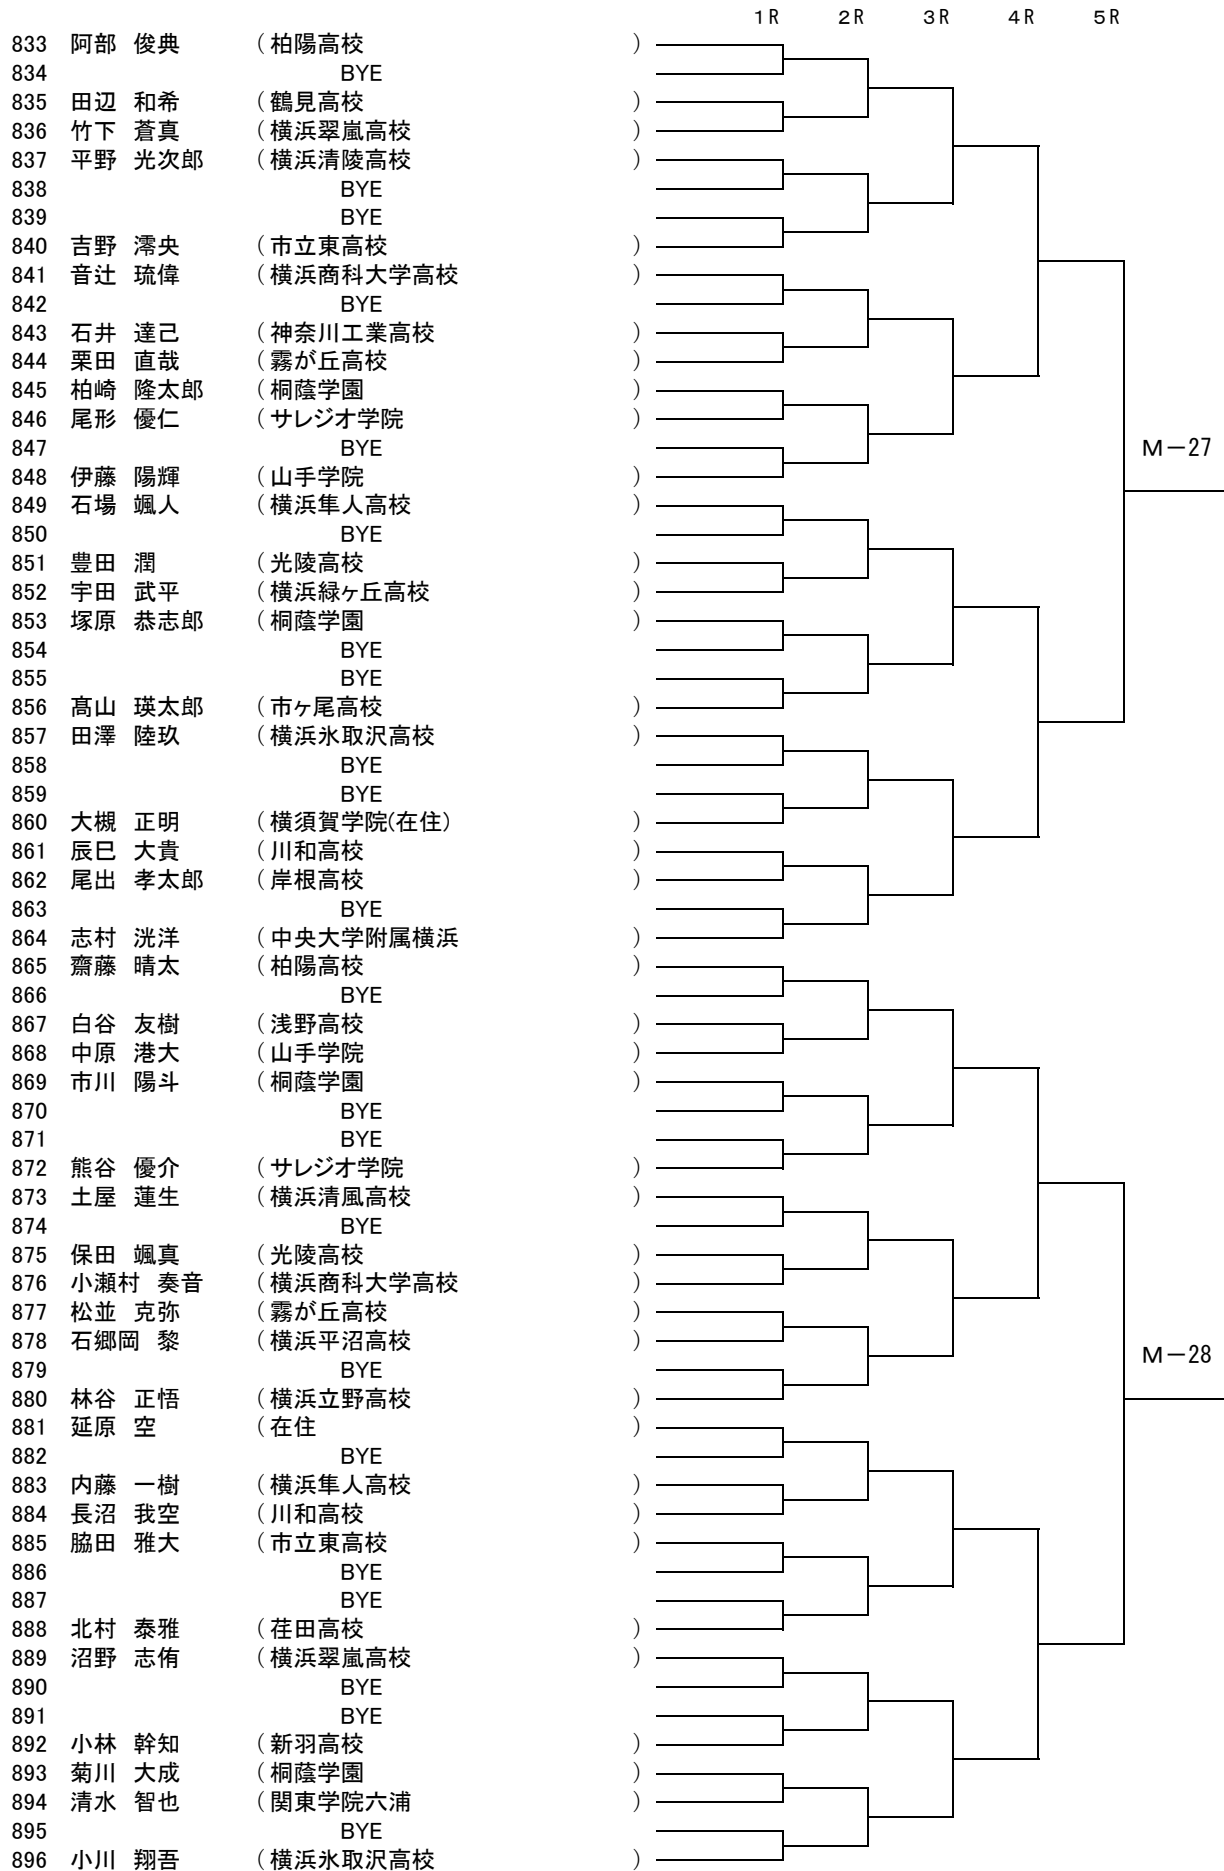 1R 2R 3R 4R 5R
833 阿部 俊典 (柏陽高校 )
834 BYE
835 田辺 和希 (鶴見高校 )
836 竹下 蒼真 (横浜翠嵐高校 )
837 平野 光次郎 (横浜清陵高校 )
838 BYE
839 BYE
840 吉野 澪央 (市立東高校 )
841 音辻 琉偉 (横浜商科大学高校 )
842 BYE
843 石井 達己 (神奈川工業高校 )
844 栗田 直哉 (霧が丘高校 )
845 柏崎 隆太郎 (桐蔭学園 )
846 尾形 優仁 (サレジオ学院 )
847 BYE M-27
848 伊藤 陽輝 (山手学院 )
849 石場 颯人 (横浜隼人高校 )
850 BYE
851 豊田 潤 (光陵高校 )
852 宇田 武平 (横浜緑ヶ丘高校 )
853 塚原 恭志郎 (桐蔭学園 )
854 BYE
855 BYE
856 髙山 瑛太郎 (市ヶ尾高校 )
857 田澤 陸玖 (横浜氷取沢高校 )
858 BYE
859 BYE
860 大槻 正明 (横須賀学院(在住) )
861 辰巳 大貴 (川和高校 )
862 尾出 孝太郎 (岸根高校 )
863 BYE
864 志村 洸洋 (中央大学附属横浜 )
865 齋藤 晴太 (柏陽高校 )
866 BYE
867 白谷 友樹 (浅野高校 )
868 中原 港大 (山手学院 )
869 市川 陽斗 (桐蔭学園 )
870 BYE
871 BYE
872 熊谷 優介 (サレジオ学院 )
873 土屋 蓮生 (横浜清風高校 )
874 BYE
875 保田 颯真 (光陵高校 )
876 小瀬村 奏音 (横浜商科大学高校 )
877 松並 克弥 (霧が丘高校 )
878 石郷岡 黎 (横浜平沼高校 )
879 BYE M-28
880 林谷 正悟 (横浜立野高校 )
881 延原 空 (在住 )
882 BYE
883 内藤 一樹 (横浜隼人高校 )
884 長沼 我空 (川和高校 )
885 脇田 雅大 (市立東高校 )
886 BYE
887 BYE
888 北村 泰雅 (荏田高校 )
889 沼野 志侑 (横浜翠嵐高校 )
890 BYE
891 BYE
892 小林 幹知 (新羽高校 )
893 菊川 大成 (桐蔭学園 )
894 清水 智也 (関東学院六浦 )
895 BYE
896 小川 翔吾 (横浜氷取沢高校 )